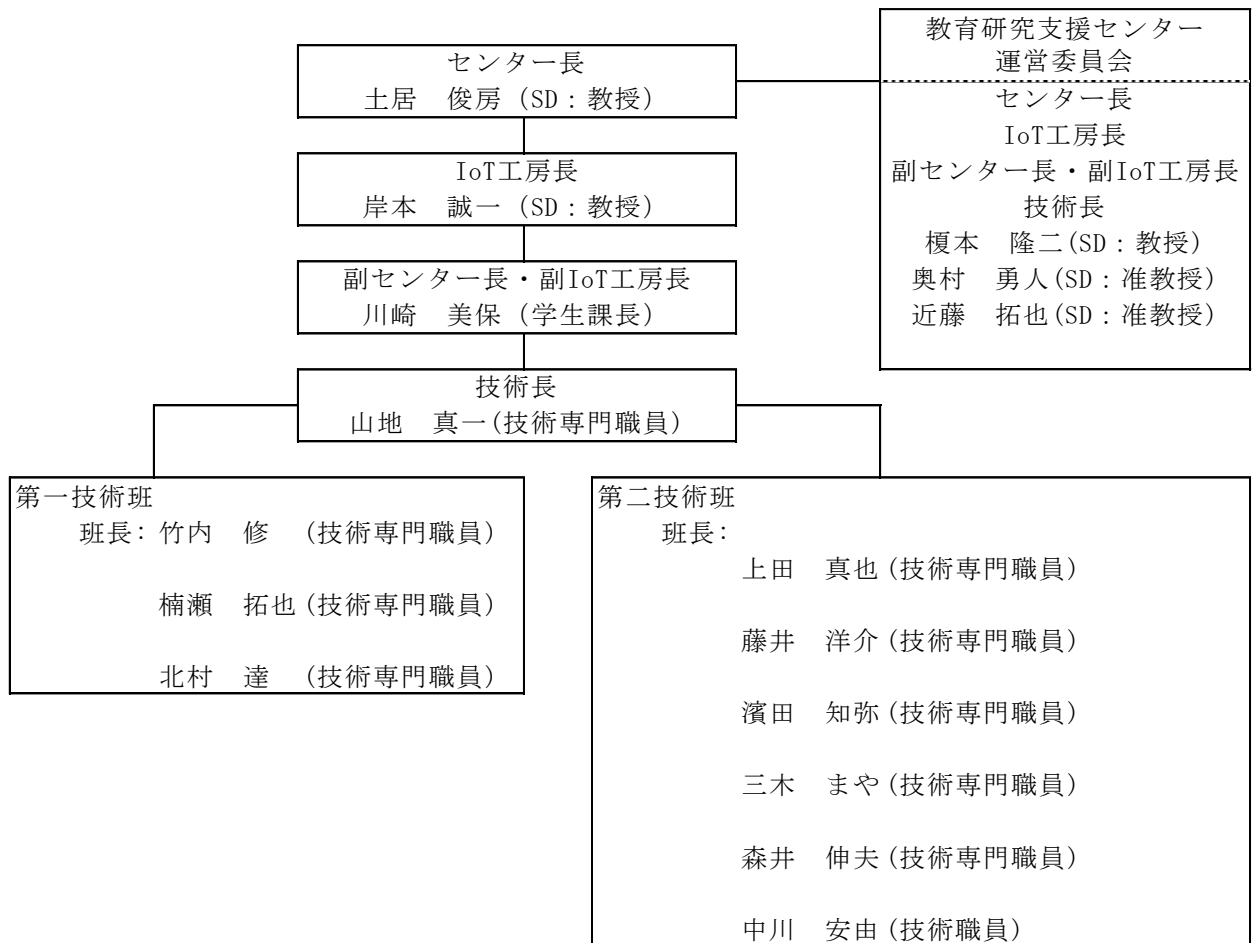 教育研究支援センター
運営委員会
センター長
IoT工房長
副センター長・副IoT工房長
技術長
榎本　隆二(SD：教授)
奥村　勇人(SD：准教授)
近藤　拓也(SD：准教授)
センター長
土居　俊房 (SD：教授)
IoT工房長
岸本　誠一 (SD：教授)
副センター長・副IoT工房長
川崎　美保 (学生課長)
技術長
山地　真一(技術専門職員)
第一技術班
班長：竹内　修　(技術専門職員)
楠瀬　拓也(技術専門職員)
北村　達　(技術専門職員)
第二技術班
班長：
上田　真也(技術専門職員)
藤井　洋介(技術専門職員)
濱田　知弥(技術専門職員)
三木　まや(技術専門職員)
森井　伸夫(技術専門職員)
中川　安由(技術職員)